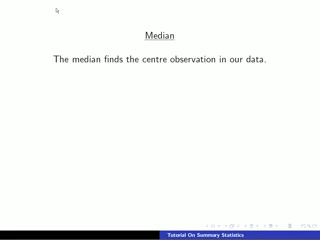 Median
The median finds the centre observation in our data.
Tutorial On Summary Statistics